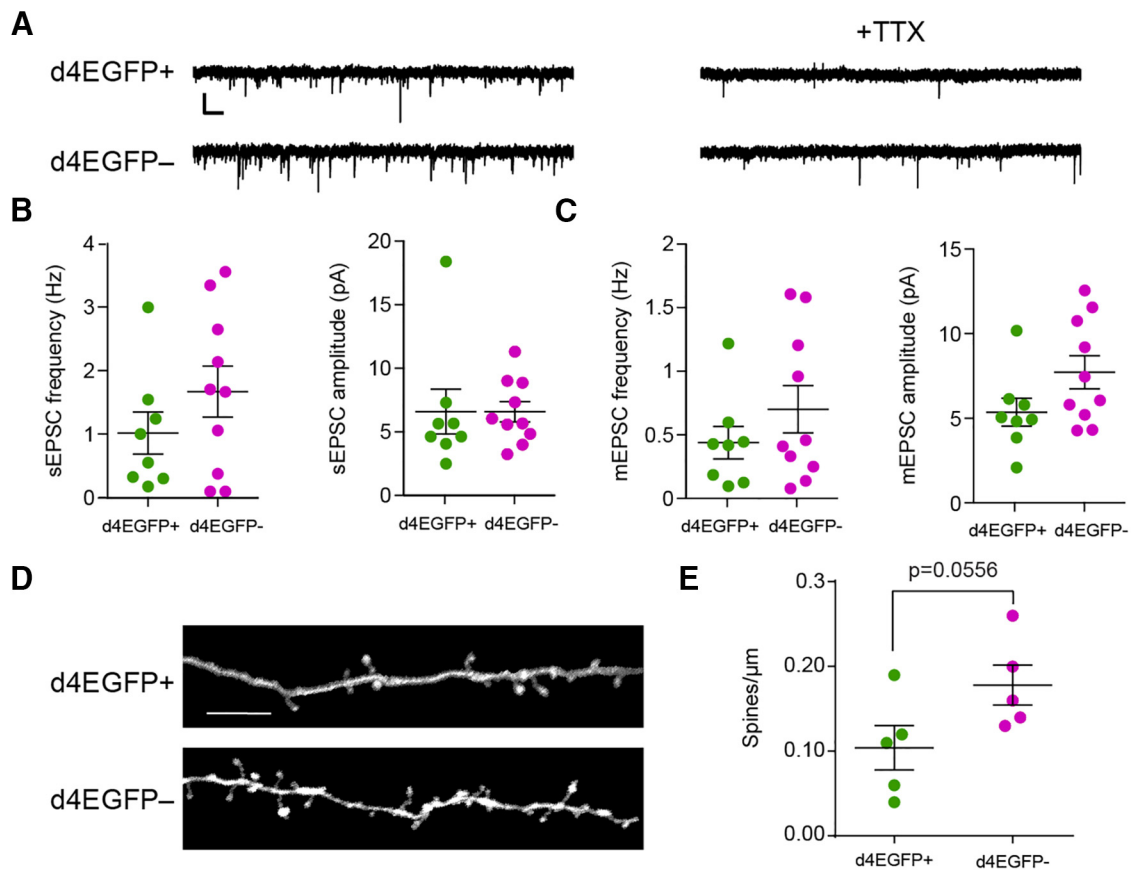 A
+TTX
d4EGFP+
d4EGFP–
B
C
4
3
2
1
0
sEPSC frequency (Hz)
d4EGFP+ d4EGFP-
20
15
10
5
0
sEPSC amplitude (pA)
d4EGFP+ d4EGFP-
2
1.5
1
0.5
0
mEPSC frequency (Hz)
d4EGFP+ d4EGFP-
15
10
5
0
mEPSC amplitude (pA)
d4EGFP+ d4EGFP-
D
d4EGFP+
d4EGFP–
E
p=0.0556
0.3
0.20
0.10
0.00
Spines/μm
d4EGFP+ d4EGFP-